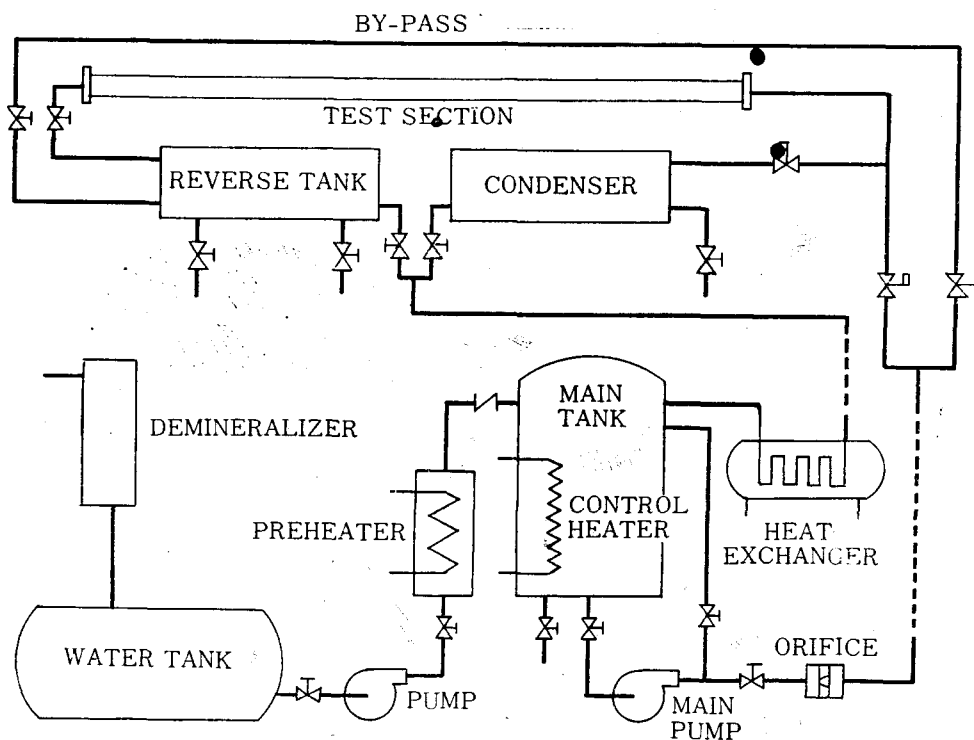 BY-PASS
TEST SECTION
REVERSE TANK
CONDENSER
MAIN
TANK
DEMINERALIZER
PREHEATER
CONTROL
HEATER
HEAT
EXCHANGER
WATER TANK
PUMP
ORIFICE
MAIN
PUMP